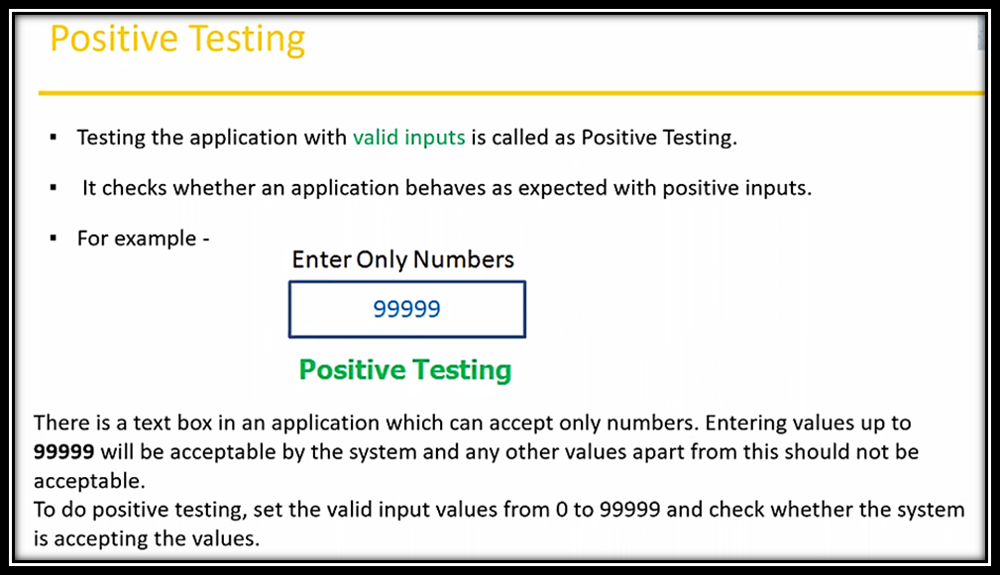 Positive Testing
▪ Testing the application with valid inputs is called as Positive Testing.
▪ It checks whether an application behaves as expected with positive inputs.
▪ For example -
Enter Only Numbers
99999
Positive Testing
There is a text box in an application which can accept only numbers. Entering values up to
99999 will be acceptable by the system and any other values apart from this should not be
acceptable.
To do positive testing, set the valid input values from 0 to 99999 and check whether the system
is accepting the values.